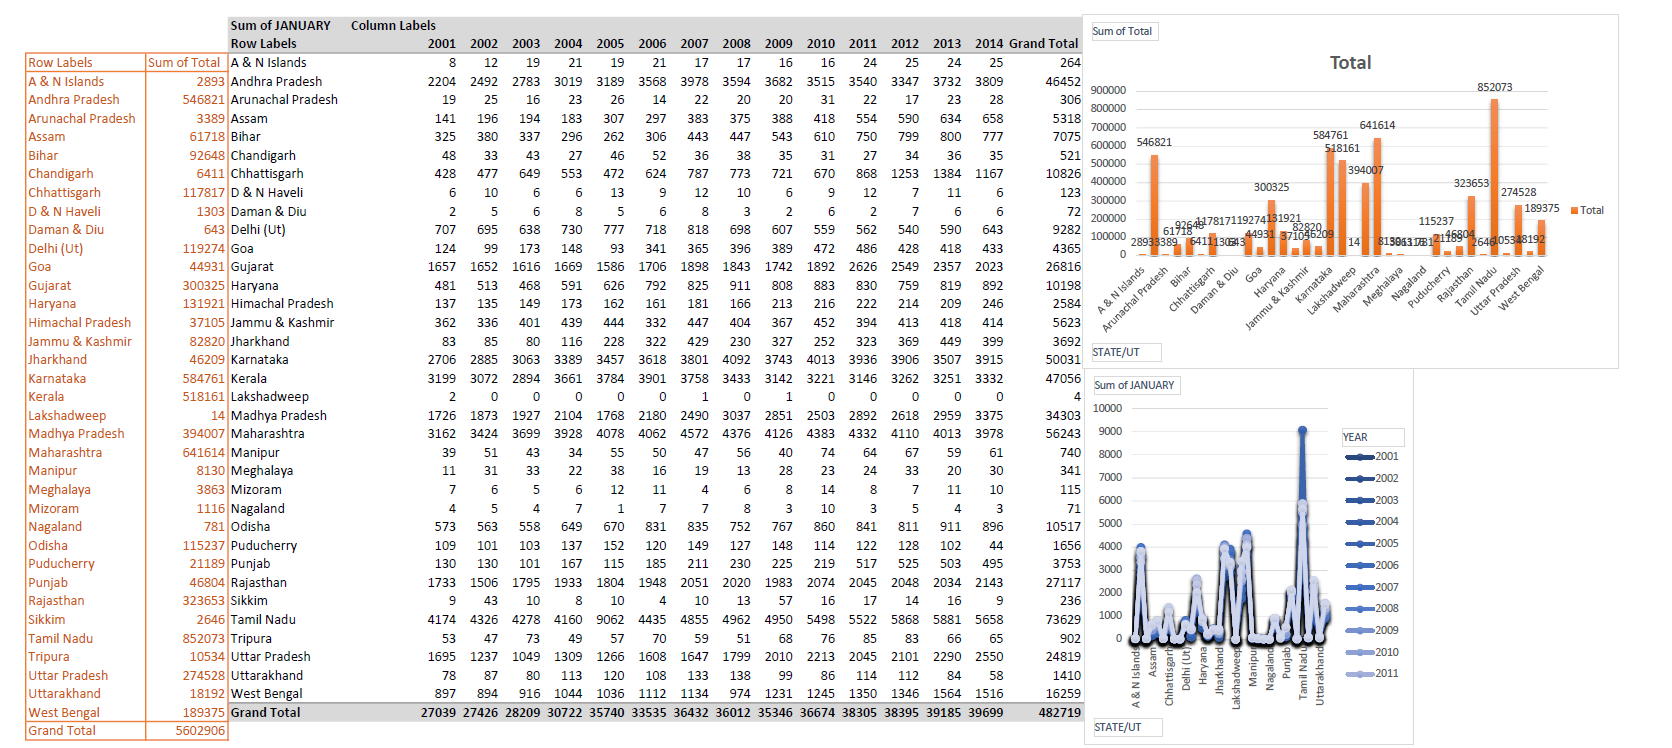 Sum of JANUARY Column Labels
Row Labels 2001 2002 2003 2004 2005 2006 2007 2008 2009 2010 2011 2012 2013 2014 Grand Total
Row Labels Sum of Total A & N Islands 8 12 19 21 19 21 17 17 16 16 24 25 24 25 264
A & N Islands 2893 Andhra Pradesh 2204 2492 2783 3019 3189 3568 3978 3594 3682 3515 3540 3347 3732 3809 46452
Andhra Pradesh 546821 Arunachal Pradesh 19 25 16 23 26 14 22 20 20 31 22 17 23 28 306
Arunachal Pradesh 3389 Assam 141 196 194 183 307 297 383 375 388 418 554 590 634 658 5318
Assam 61718 Bihar 325 380 337 296 262 306 443 447 543 610 750 799 800 777 7075
Bihar 92648 Chandigarh 48 33 43 27 46 52 36 38 35 31 27 34 36 35 521
Chandigarh 6411 Chhattisgarh 428 477 649 553 472 624 787 773 721 670 868 1253 1384 1167 10826
Chhattisgarh 117817 D & N Haveli 6 10 6 6 13 9 12 10 6 9 12 7 11 6 123
D & N Haveli 1303 Daman & Diu 2 5 6 8 5 6 8 3 2 6 2 7 6 6 72
Daman & Diu 643 Delhi (Ut) 707 695 638 730 777 718 818 698 607 559 562 540 590 643 9282
Delhi (Ut) 119274 Goa 124 99 173 148 93 341 365 396 389 472 486 428 418 433 4365
Goa 44931 Gujarat 1657 1652 1616 1669 1586 1706 1898 1843 1742 1892 2626 2549 2357 2023 26816
Gujarat 300325 Haryana 481 513 468 591 626 792 825 911 808 883 830 759 819 892 10198
Haryana 131921 Himachal Pradesh 137 135 149 173 162 161 181 166 213 216 222 214 209 246 2584
Himachal Pradesh 37105 Jammu & Kashmir 362 336 401 439 444 332 447 404 367 452 394 413 418 414 5623
Jammu & Kashmir 82820 Jharkhand 83 85 80 116 228 322 429 230 327 252 323 369 449 399 3692
Jharkhand 46209 Karnataka 2706 2885 3063 3389 3457 3618 3801 4092 3743 4013 3936 3906 3507 3915 50031
Karnataka 584761 Kerala 3199 3072 2894 3661 3784 3901 3758 3433 3142 3221 3146 3262 3251 3332 47056
Kerala 518161 Lakshadweep 2 0 0 0 0 0 1 0 1 0 0 0 0 0 4
Lakshadweep 14 Madhya Pradesh 1726 1873 1927 2104 1768 2180 2490 3037 2851 2503 2892 2618 2959 3375 34303
Madhya Pradesh 394007 Maharashtra 3162 3424 3699 3928 4078 4062 4572 4376 4126 4383 4332 4110 4013 3978 56243
Maharashtra 641614 Manipur 39 51 43 34 55 50 47 56 40 74 64 67 59 61 740
Manipur 8130 Meghalaya 11 31 33 22 38 16 19 13 28 23 24 33 20 30 341
Meghalaya 3863 Mizoram 7 6 5 6 12 11 4 6 8 14 8 7 11 10 115
Mizoram 1116 Nagaland 4 5 4 7 1 7 7 8 3 10 3 5 4 3 71
Nagaland 781 Odisha 573 563 558 649 670 831 835 752 767 860 841 811 911 896 10517
Odisha 115237 Puducherry 109 101 103 137 152 120 149 127 148 114 122 128 102 44 1656
Puducherry 21189 Punjab 130 130 101 167 115 185 211 230 225 219 517 525 503 495 3753
Punjab 46804 Rajasthan 1733 1506 1795 1933 1804 1948 2051 2020 1983 2074 2045 2048 2034 2143 27117
Rajasthan 323653 Sikkim 9 43 10 8 10 4 10 13 57 16 17 14 16 9 236
Sikkim 2646 Tamil Nadu 4174 4326 4278 4160 9062 4435 4855 4962 4950 5498 5522 5868 5881 5658 73629
Tamil Nadu 852073 Tripura 53 47 73 49 57 70 59 51 68 76 85 83 66 65 902
Tripura 10534 Uttar Pradesh 1695 1237 1049 1309 1266 1608 1647 1799 2010 2213 2045 2101 2290 2550 24819
Uttar Pradesh 274528 Uttarakhand 78 87 80 113 120 108 133 138 99 86 114 112 84 58 1410
Uttarakhand 18192 West Bengal 897 894 916 1044 1036 1112 1134 974 1231 1245 1350 1346 1564 1516 16259
West Bengal 189375 Grand Total 27039 27426 28209 30722 35740 33535 36432 36012 35346 36674 38305 38395 39185 39699 482719
Grand Total 5602906
Sum of Total
Total
900000
800000
700000
600000
500000
400000
300000
200000
100000
0
2893 546821 3389 61718 92648 6411 117817 1303 643 119274 44931 300325 131921 37105 82820 46209 584761 518161 14 394007 641614 115237 21189 46804 323653 2646 852073 10534 274528 18192 189375
A & N Islands
Arunachal Pradesh
Bihar
Chhattisgarh
Daman & Diu
Goa
Haryana
Jammu & Kashmir
Karnataka
Lakshadweep
Maharashtra
Meghalaya
Nagaland
Puducherry
Rajasthan
Tamil Nadu
Uttar Pradesh
West Bengal
Total
STATE/UT
Sum of JANUARY
10000
9000
8000
7000
6000
5000
4000
3000
2000
1000
0
A & N Islands
Assam
Chhattisgarh
Delhi (Ut)
Haryana
Jharkhand
Lakshadweep
Manipur
Nagaland
Punjab
Tamil Nadu
Uttarakhand
YEAR
2001
2002
2003
2004
2005
2006
2007
2008
2009
2010
2011
STATE/UT